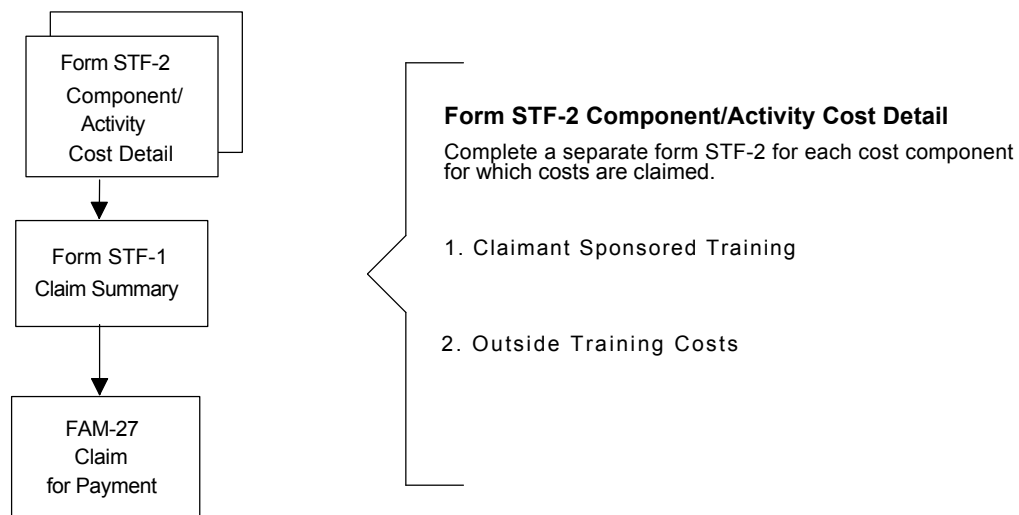 Form STF-2
Component/
Activity
Cost Detail
Form STF-1
Claim Summary
FAM-27
Claim
for Payment
Form STF-2 Component/Activity Cost Detail
Complete a separate form STF-2 for each cost component
for which costs are claimed.
1. Claimant Sponsored Training
2. Outside Training Costs